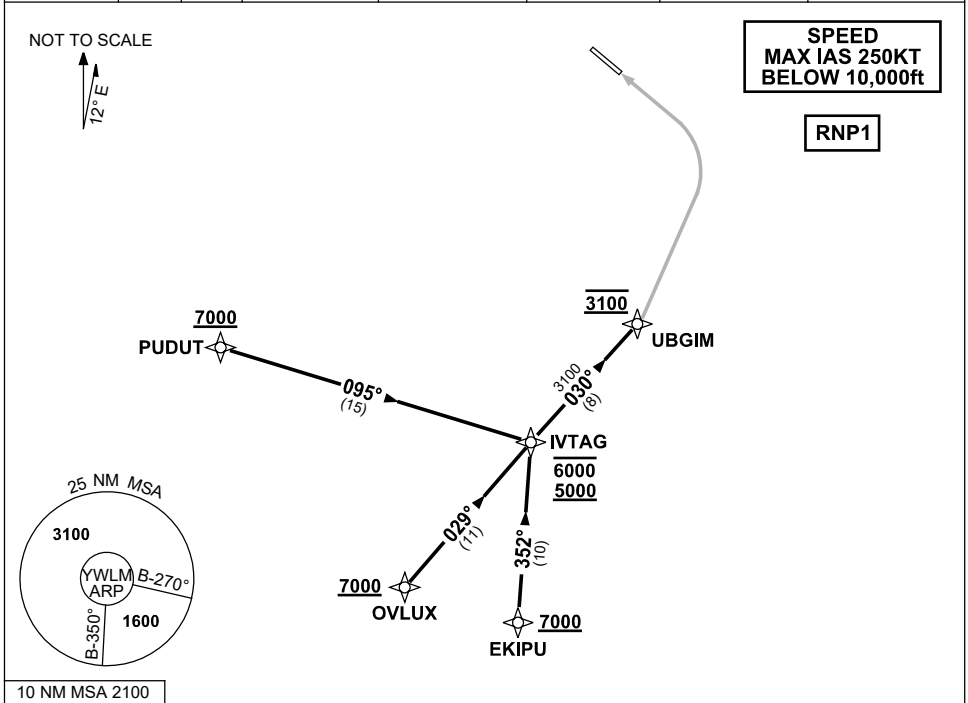 NOT TO SCALE
12° E
SPEED
MAX IAS 250KT
BELOW 10,000ft
RNP1
7000
PUDUT
095°
(15)
3100
UBGIM
3100
030°
(8)
IVTAG
6000
5000
029°
(11)
352°
(10)
7000
OVLUX
7000
EKIPU
25 NM MSA
3100
YWLM
ARP
B-270°
B-350°
1600
10 NM MSA 2100